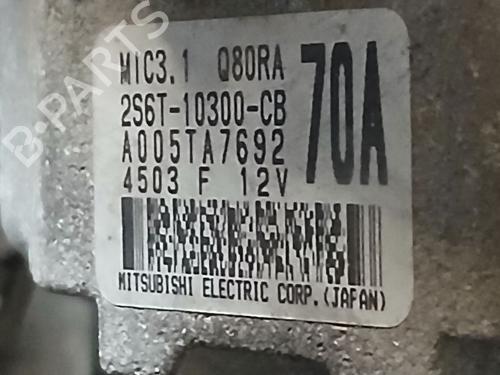 MIC3.1 Q80RA
70A
2S6T-10300-CB
A005TA7692
4503 F 12V
MITSUBISHI ELECTRIC CORP.(JAPAN)
B-PARTS